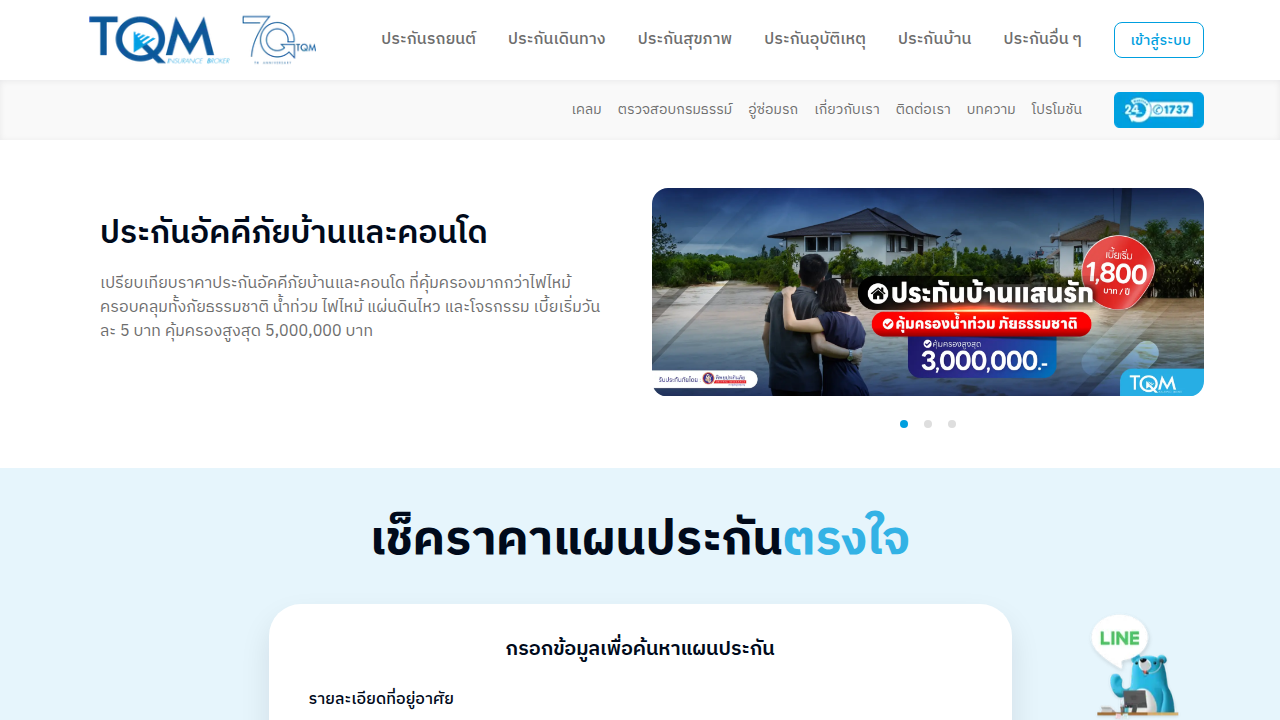 TQM
INSURANCE BROKER
70 TQM
TH ANNIVERSARY
ประกันรถยนต์
ประกันเดินทาง
ประกันสุขภาพ
ประกันอุบัติเหตุ
ประกันบ้าน
ประกันอื่น ๆ
เข้าสู่ระบบ
เคลม
ตรวจสอบกรมธรรม์
อู่ซ่อมรถ
เกี่ยวกับเรา
ติดต่อเรา
บทความ
โปรโมชัน
24 1737
ประกันอัคคีภัยบ้านและคอนโด
เปรียบเทียบราคาประกันอัคคีภัยบ้านและคอนโด ที่คุ้มครองมากกว่าไฟไหม้
ครอบคลุมทั้งภัยธรรมชาติ น้ำท่วม ไฟไหม้ แผ่นดินไหว และโจรกรรม เบี้ยเริ่มวัน
ละ 5 บาท คุ้มครองสูงสุด 5,000,000 บาท
เบี้ยเริ่ม
1,800
บาท / ปี
ประกันบ้านแสนรัก
คุ้มครองน้ำท่วม ภัยธรรมชาติ
คุ้มครองสูงสุด
3,000,000.-
รับประกันภัยโดย
ทิพยประกันภัย
TQM
เช็คราคาแผนประกันตรงใจ
กรอกข้อมูลเพื่อค้นหาแผนประกัน
รายละเอียดที่อยู่อาศัย
LINE